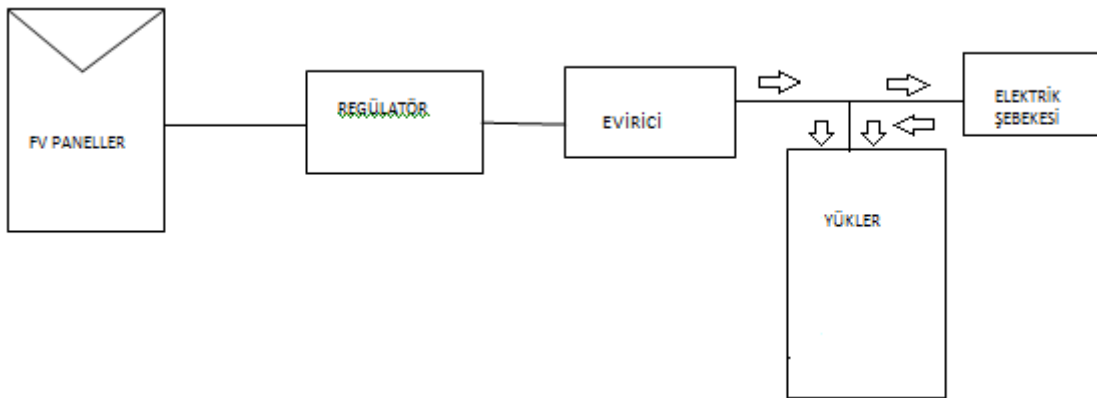 FV PANELLER
REGÜLATÖR
EVİRİCİ
ELEKTRİK
ŞEBEKESİ
YÜKLER